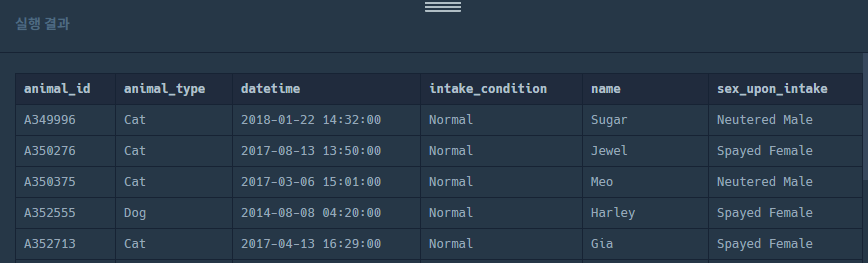 실행 결과
animal_id animal_type datetime intake_condition name sex_upon_intake
A349996 Cat 2018-01-22 14:32:00 Normal Sugar Neutered Male
A350276 Cat 2017-08-13 13:50:00 Normal Jewel Spayed Female
A350375 Cat 2017-03-06 15:01:00 Normal Meo Neutered Male
A352555 Dog 2014-08-08 04:20:00 Normal Harley Spayed Female
A352713 Cat 2017-04-13 16:29:00 Normal Gia Spayed Female